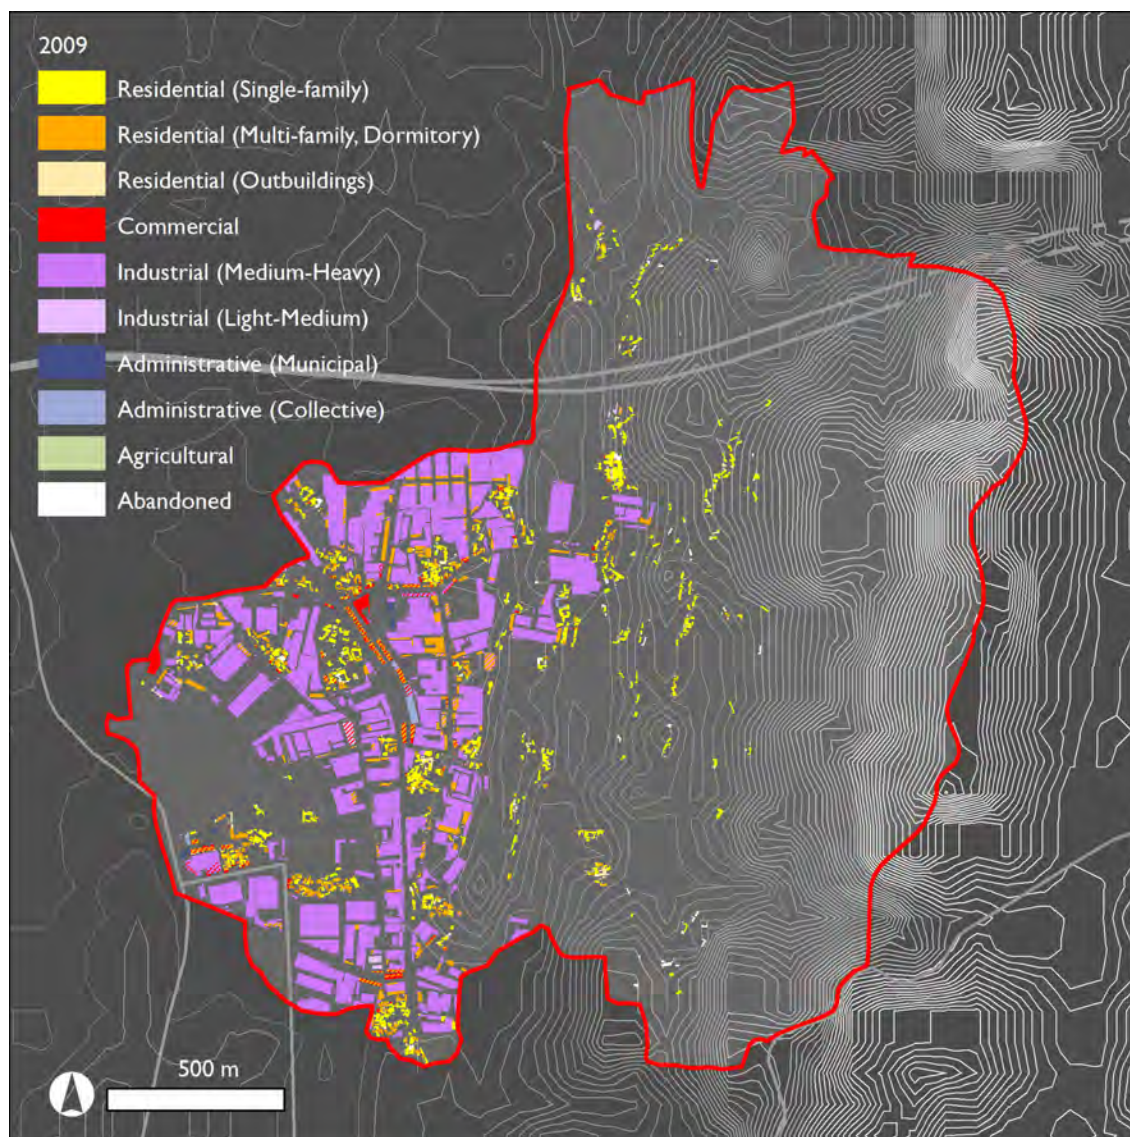 2009
Residential (Single-family)
Residential (Multi-family, Dormitory)
Residential (Outbuildings)
Commercial
Industrial (Medium-Heavy)
Industrial (Light-Medium)
Administrative (Municipal)
Administrative (Collective)
Agricultural
Abandoned
500 m